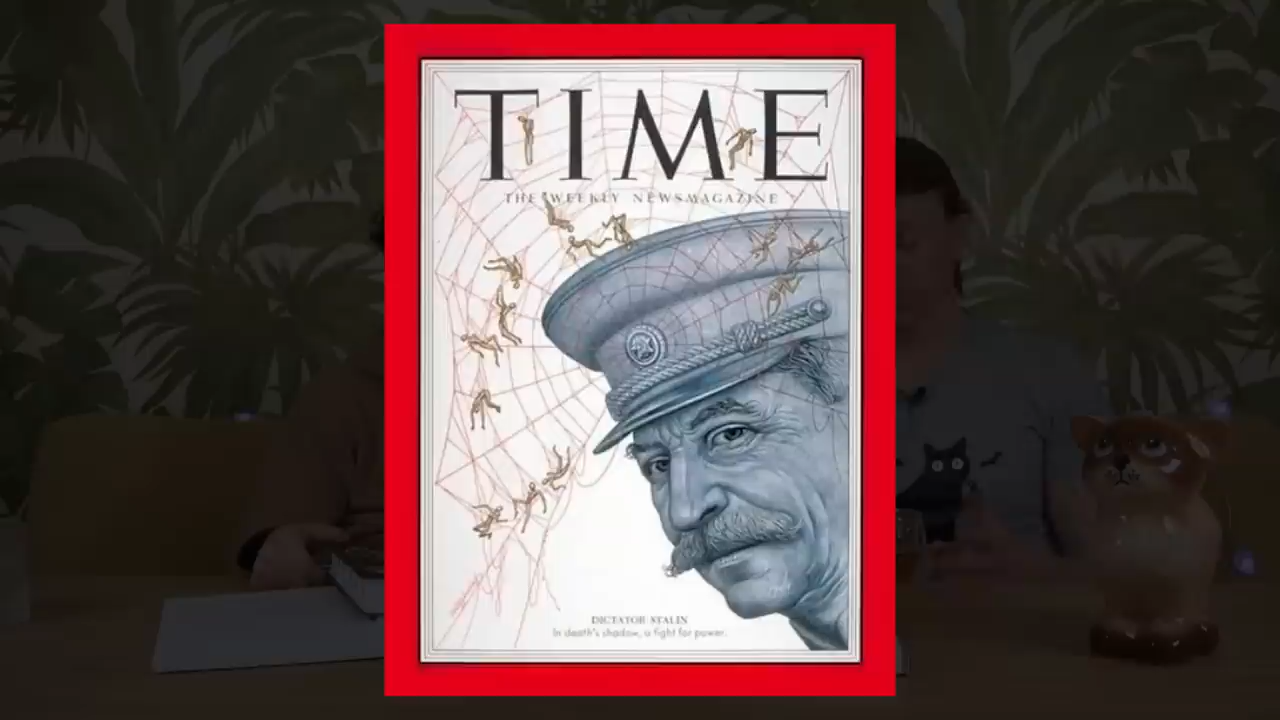 TIME
THE WEEKLY NEWSMAGAZINE
DICTATOR STALIN
In death's shadow, a fight for power.